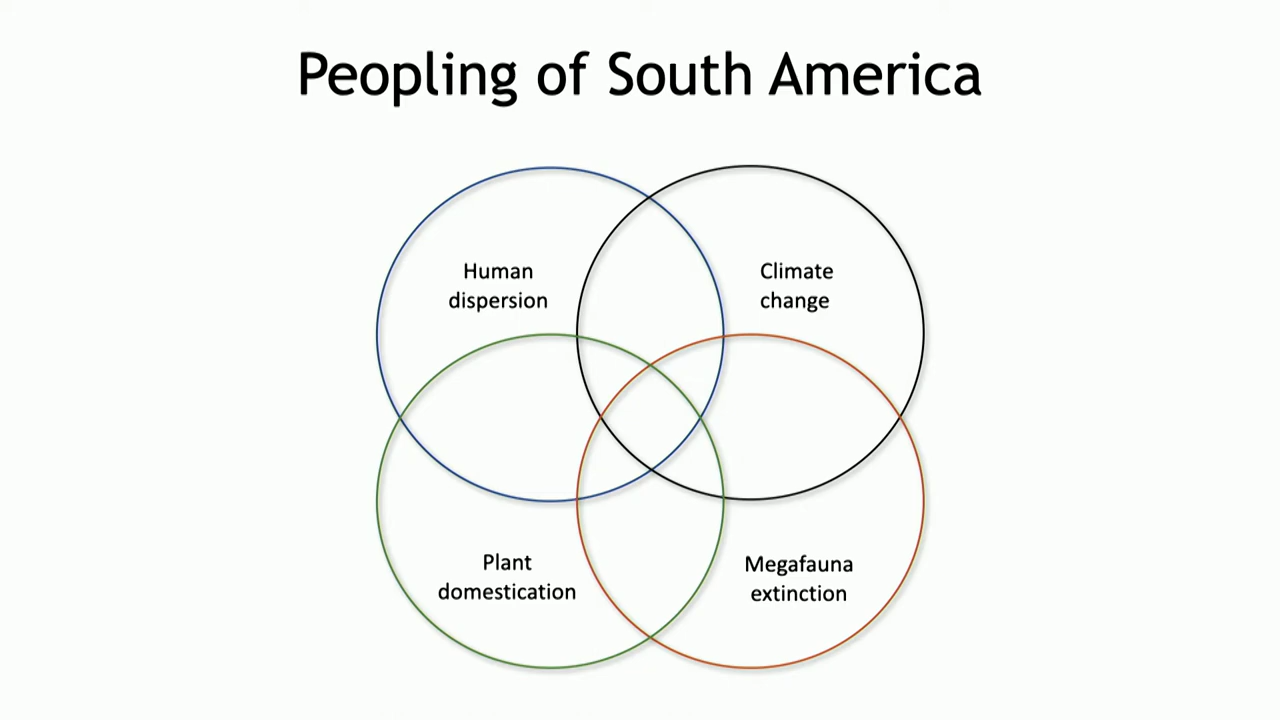 Peopling of South America
Human
dispersion
Climate
change
Plant
domestication
Megafauna
extinction